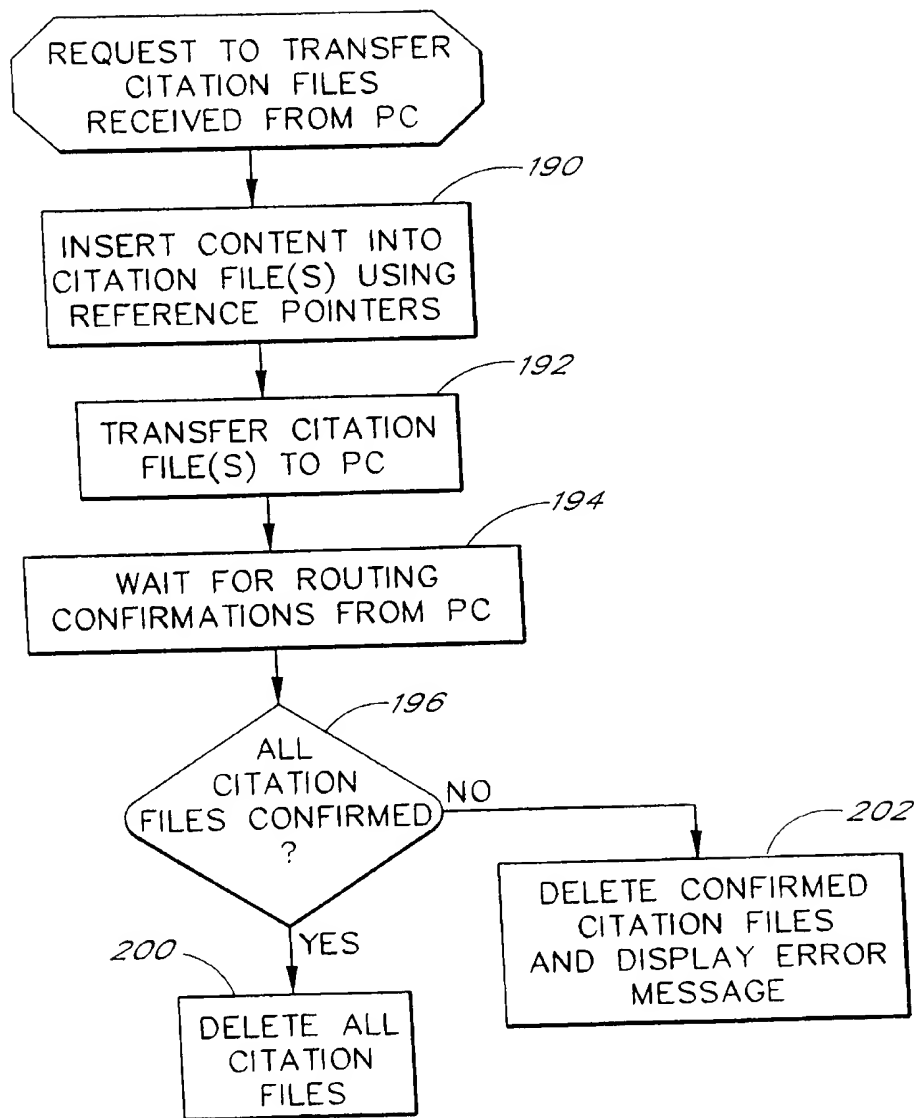 REQUEST TO TRANSFER
CITATION FILES
RECEIVED FROM PC
190
INSERT CONTENT INTO
CITATION FILE(S) USING
REFERENCE POINTERS
192
TRANSFER CITATION
FILE(S) TO PC
194
WAIT FOR ROUTING
CONFIRMATIONS FROM PC
196
ALL
CITATION
FILES CONFIRMED
?
NO
202
DELETE CONFIRMED
CITATION FILES
AND DISPLAY ERROR
MESSAGE
YES
200
DELETE ALL
CITATION
FILES